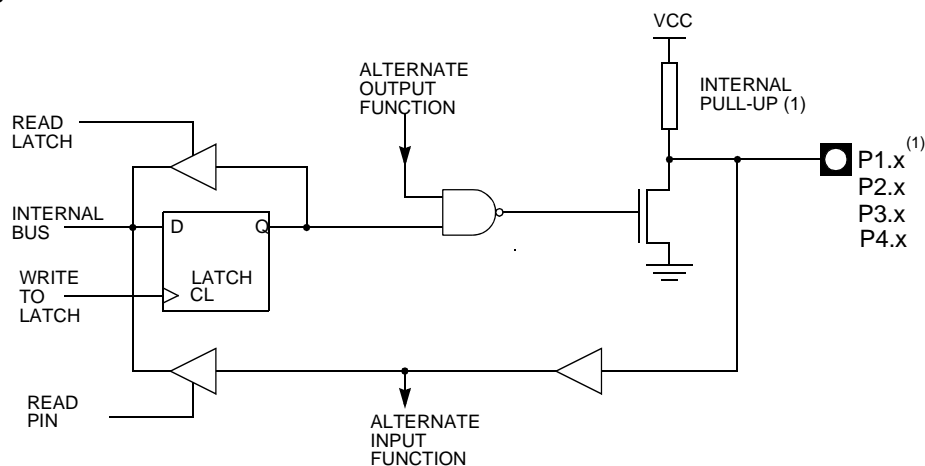 VCC
ALTERNATE
OUTPUT
FUNCTION
INTERNAL
PULL-UP (1)
READ
LATCH
P1.x(1)
P2.x
P3.x
P4.x
INTERNAL
BUS
D
Q
LATCH
CL
WRITE
TO
LATCH
READ
PIN
ALTERNATE
INPUT
FUNCTION